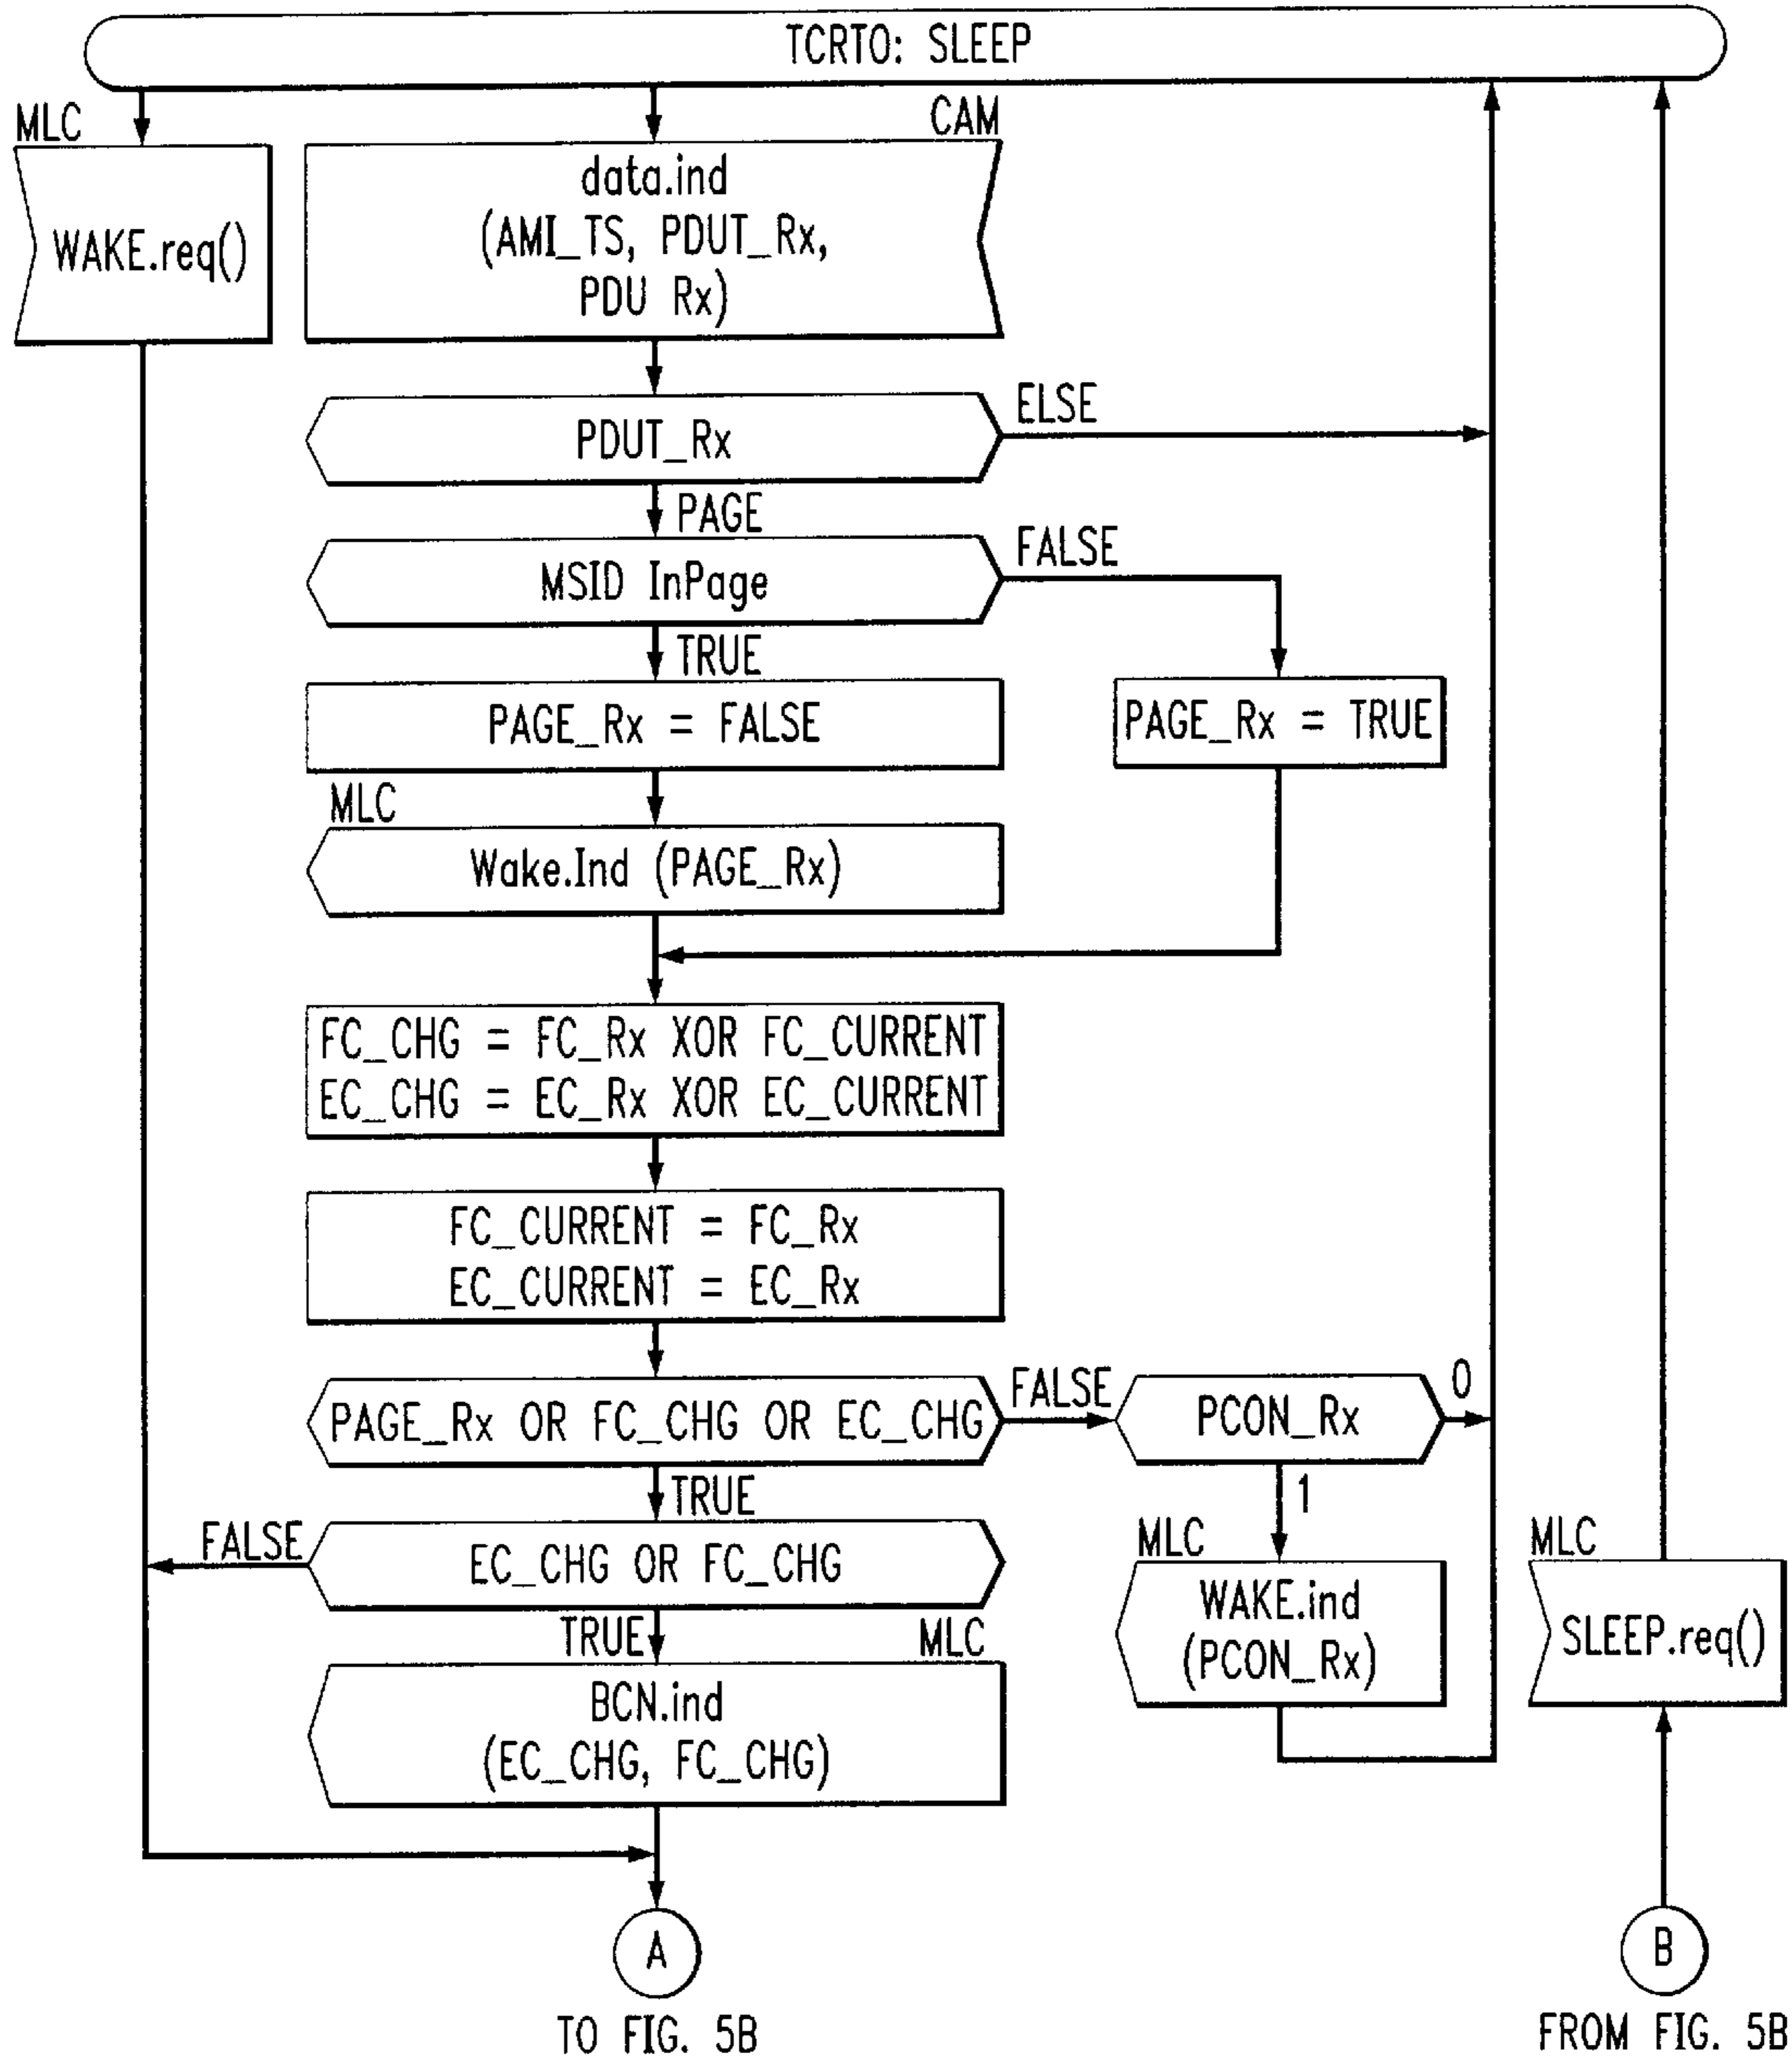 TCRTO: SLEEP
MLC
WAKE.req()
CAM
data.ind
(AMI_TS, PDUT_Rx,
PDU Rx)
PDUT_Rx
ELSE
PAGE
MSID InPage
FALSE
TRUE
PAGE_Rx = FALSE
PAGE_Rx = TRUE
MLC
Wake.Ind (PAGE_Rx)
FC_CHG = FC_Rx XOR FC_CURRENT
EC_CHG = EC_Rx XOR EC_CURRENT
FC_CURRENT = FC_Rx
EC_CURRENT = EC_Rx
PAGE_Rx OR FC_CHG OR EC_CHG
FALSE
PCON_Rx
0
TRUE
1
FALSE
EC_CHG OR FC_CHG
MLC
WAKE.ind
(PCON_Rx)
MLC
SLEEP.req()
TRUE
MLC
BCN.ind
(EC_CHG, FC_CHG)
A
TO FIG. 5B
B
FROM FIG. 5B